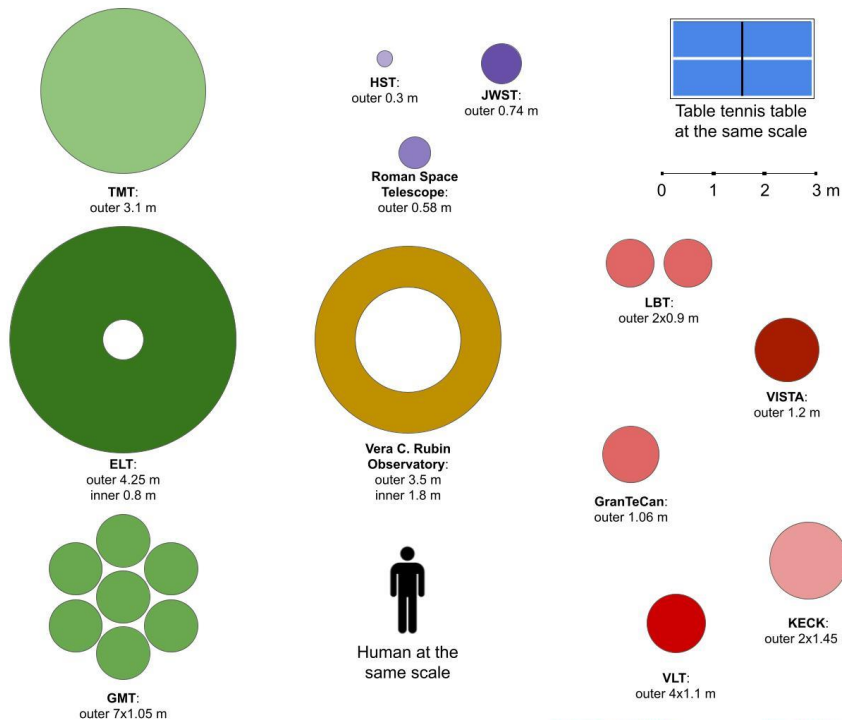 HST:
outer 0.3 m
JWST:
outer 0.74 m
Table tennis table
at the same scale
TMT:
outer 3.1 m
Roman Space
Telescope:
outer 0.58 m
0 1 2 3 m
LBT:
outer 2x0.9 m
VISTA:
outer 1.2 m
ELT:
outer 4.25 m
inner 0.8 m
Vera C. Rubin
Observatory:
outer 3.5 m
inner 1.8 m
GranTeCan:
outer 1.06 m
KECK:
outer 2x1.45
Human at the
same scale
VLT:
outer 4x1.1 m
GMT:
outer 7x1.05 m